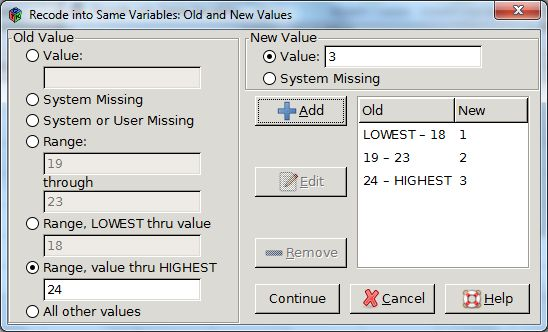 Recode into Same Variables: Old and New Values
Old Value
Value:
System Missing
System or User Missing
Range:
19
through
23
Range, LOWEST thru value
18
Range, value thru HIGHEST
24
All other values
New Value
Value: 3
System Missing
Add
Edit
Remove
Old New
LOWEST – 18 1
19 – 23 2
24 – HIGHEST 3
Continue Cancel Help